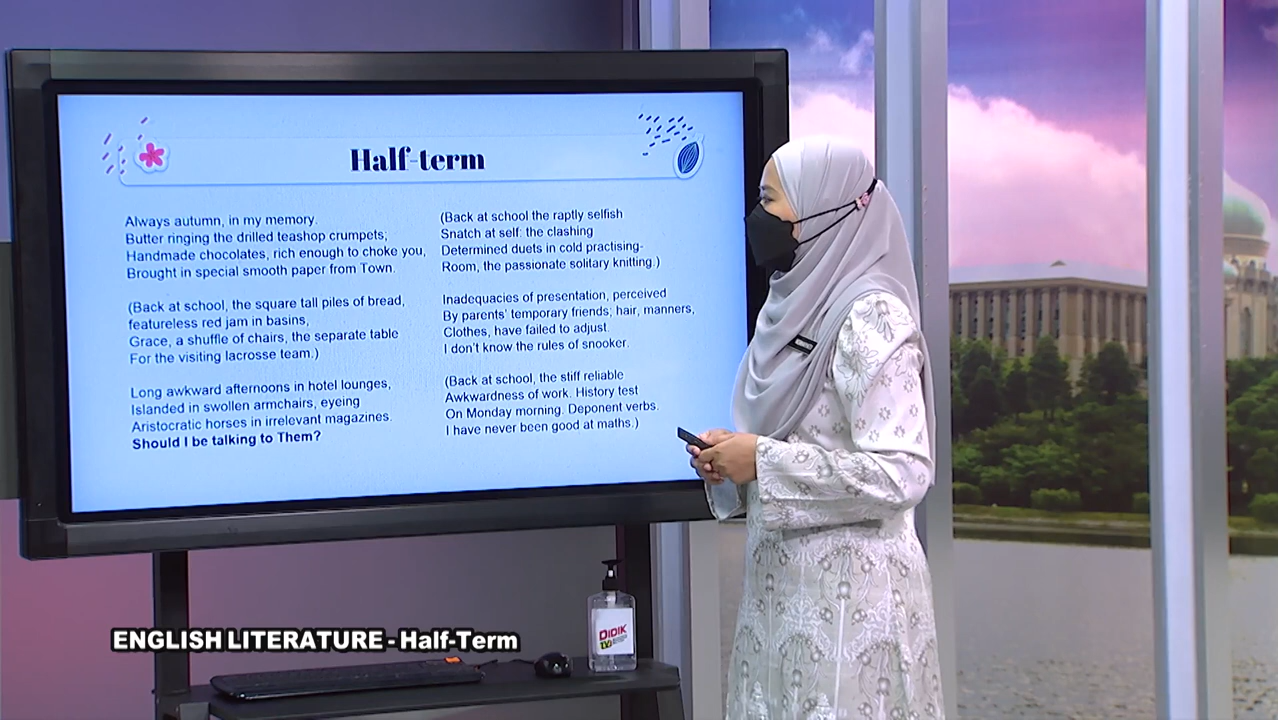 Half-term
Always autumn, in my memory.
Butter ringing the drilled teashop crumpets;
Handmade chocolates, rich enough to choke you,
Brought in special smooth paper from Town.
(Back at school, the square tall piles of bread,
featureless red jam in basins,
Grace, a shuffle of chairs, the separate table
For the visiting lacrosse team.)
Long awkward afternoons in hotel lounges,
Islanded in swollen armchairs, eyeing
Aristocratic horses in irrelevant magazines.
Should I be talking to Them?
(Back at school the raptly selfish
Snatch at self: the clashing
Determined duets in cold practising-
Room, the passionate solitary knitting.)
Inadequacies of presentation, perceived
By parents' temporary friends; hair, manners,
Clothes, have failed to adjust.
I don't know the rules of snooker.
(Back at school, the stiff reliable
Awkwardness of work. History test
On Monday morning. Deponent verbs.
I have never been good at maths.)
DIDIK
TV
ENGLISH LITERATURE - Half-Term